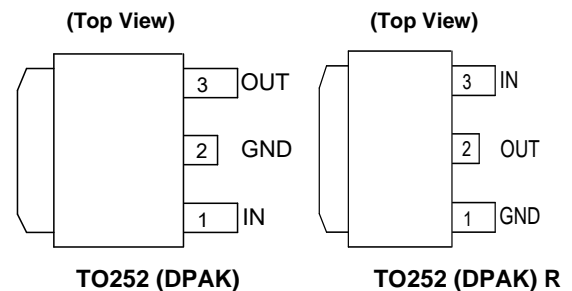 (Top View) (Top View)
3 OUT 3 IN
2 GND 2 OUT
1 IN 1 GND
TO252 (DPAK) TO252 (DPAK) R